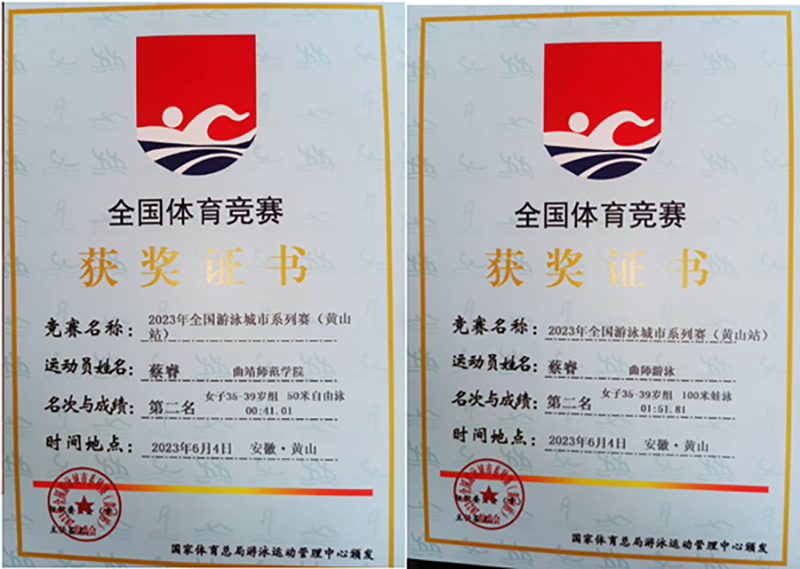 全国体育竞赛
获奖证书
竞赛名称：
2023年全国游泳城市系列赛（黄山
站）
运动员姓名：
蔡睿 曲靖师范学院
名次与成绩：
第二名
女子35-39岁组 50米自由泳
00:41.01
时间地点：
2023年6月4日 安徽·黄山
国家体育总局游泳运动管理中心颁发
全国体育竞赛
获奖证书
竞赛名称：
2023年全国游泳城市系列赛（黄山站）
运动员姓名：
蔡睿 曲师游泳
名次与成绩：
第二名
女子35-39岁组 100米蛙泳
01:51.81
时间地点：
2023年6月4日 安徽·黄山
国家体育总局游泳运动管理中心颁发